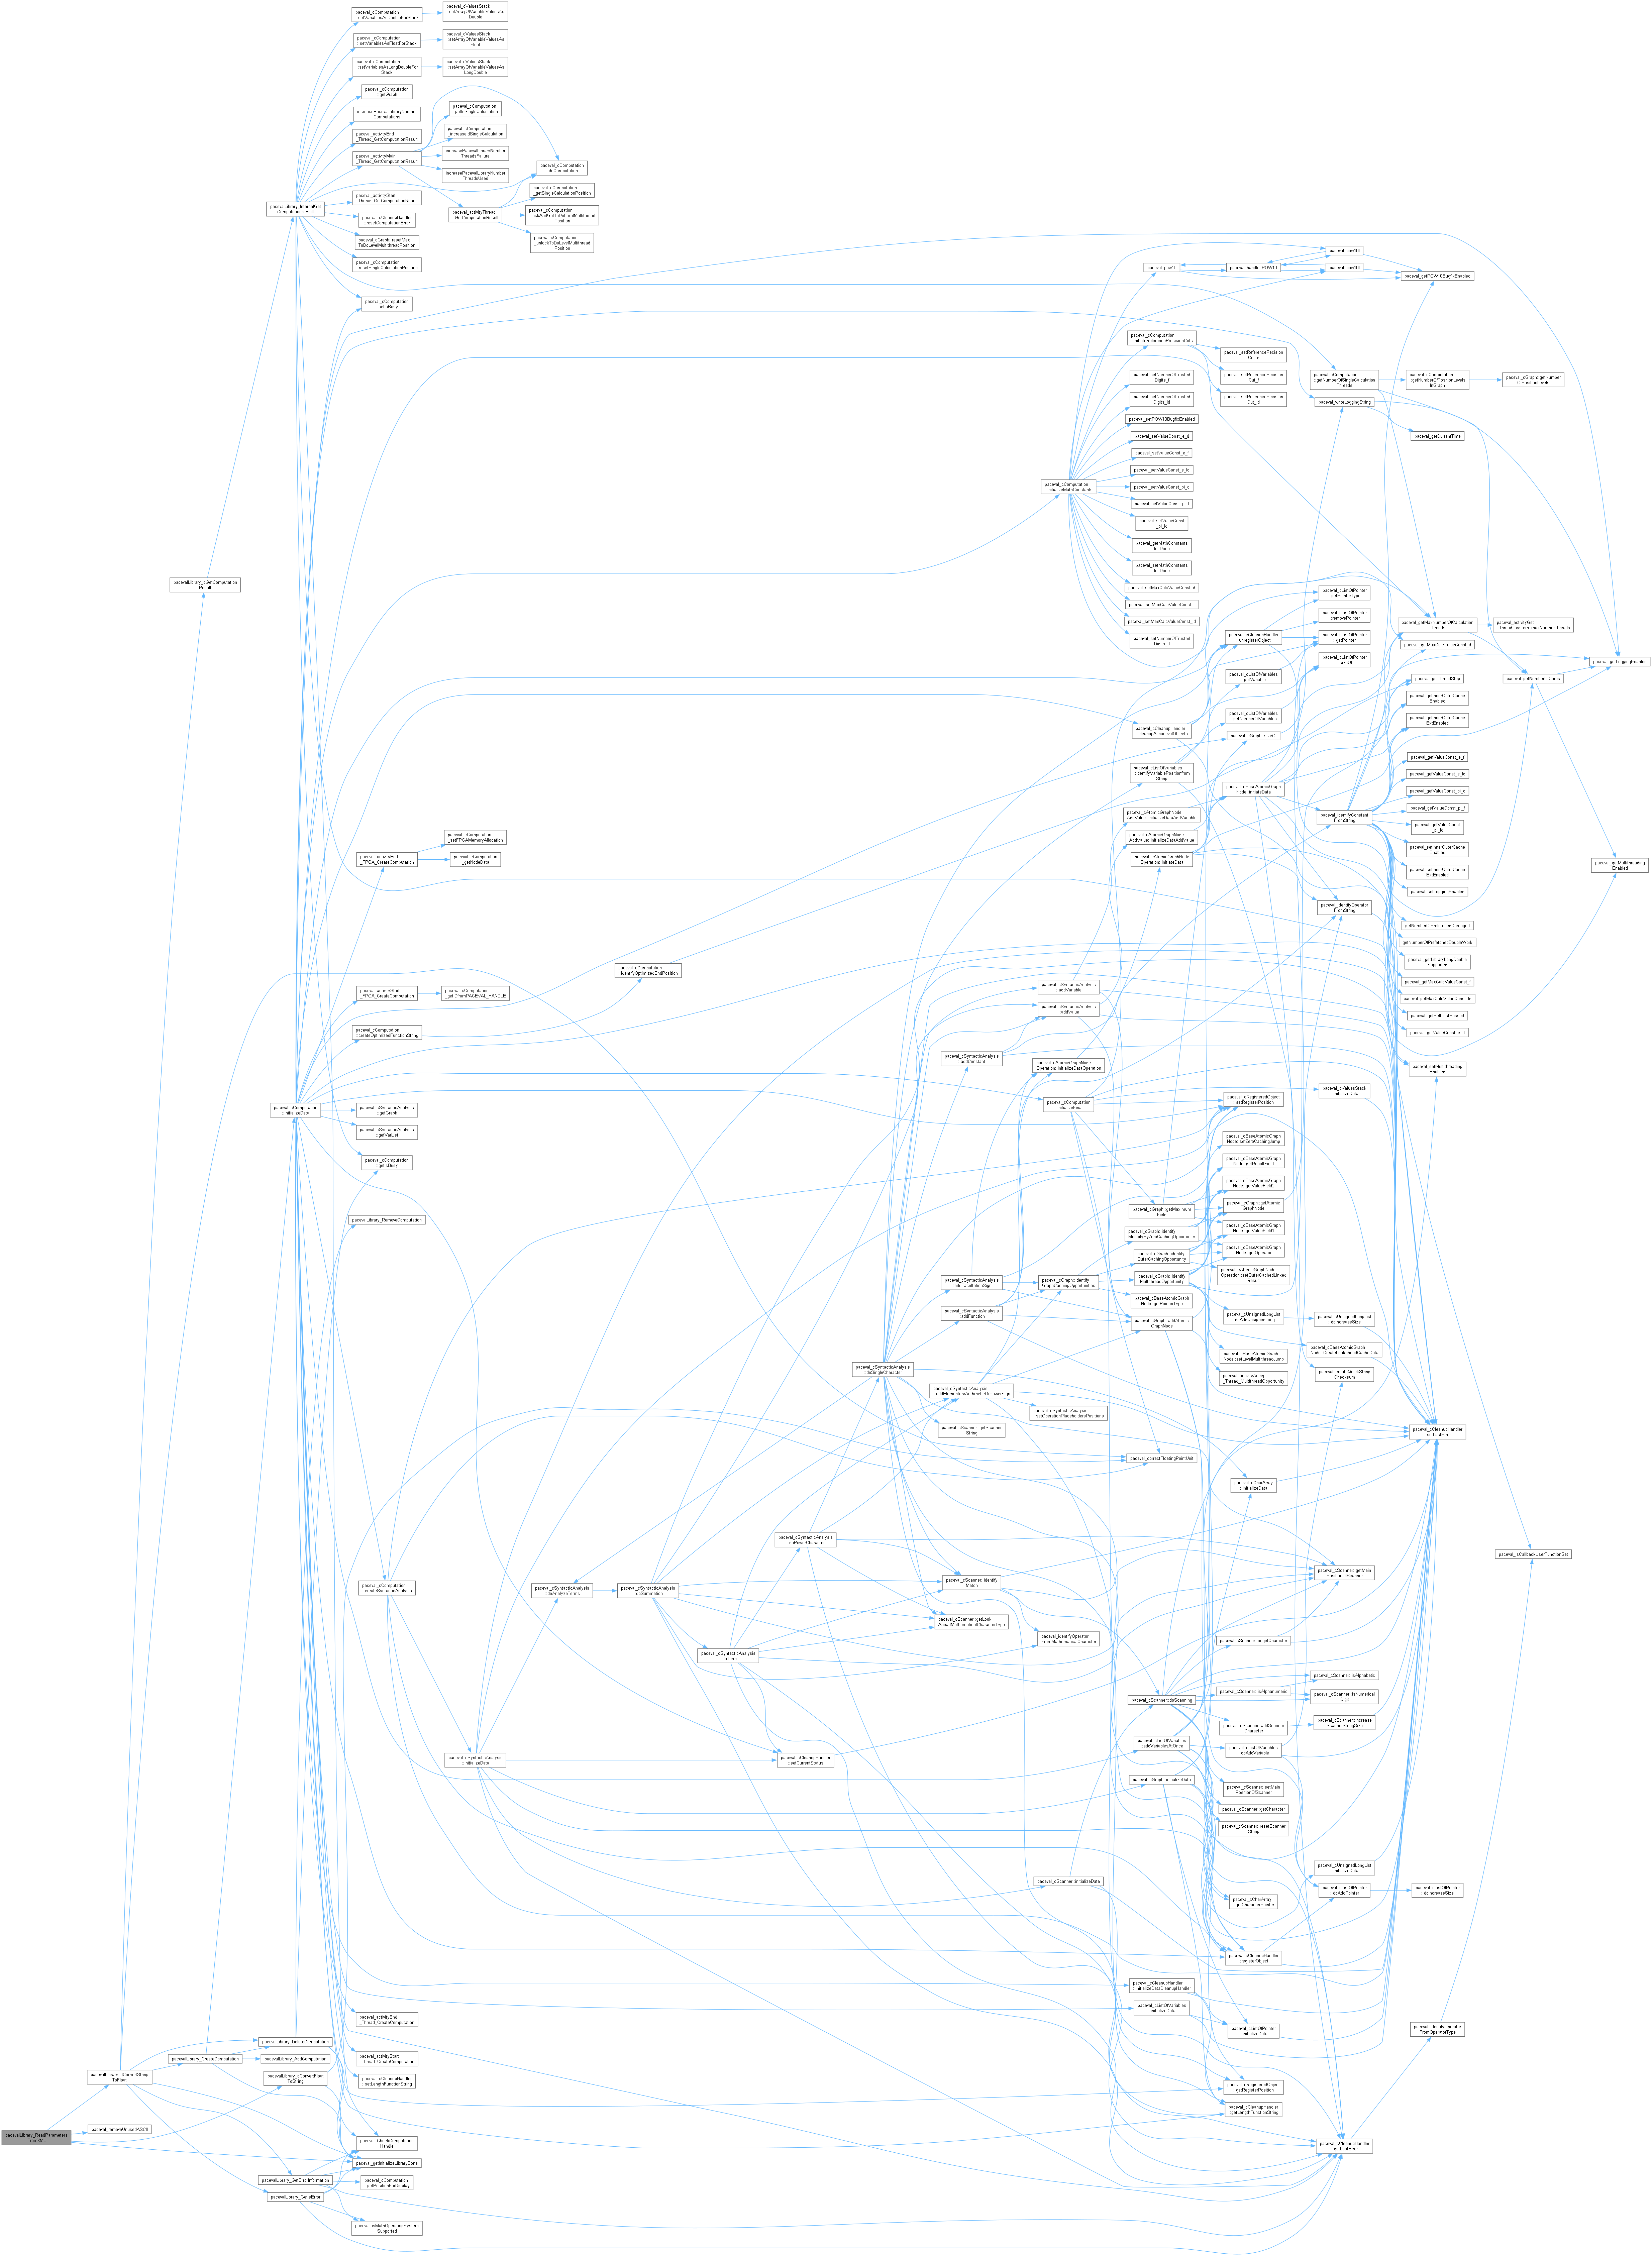 paceval_cComputation
::setVariablesAsDoubleForStack
paceval_cValuesStack
::setArrayOfVariableValuesAs
Double
paceval_cComputation
::setVariablesAsFloatForStack
paceval_cValuesStack
::setArrayOfVariableValuesAs
Float
paceval_cComputation
::setVariablesAsLongDoubleFor
Stack
paceval_cValuesStack
::setArrayOfVariableValuesAs
LongDouble
paceval_cComputation
::getGraph
increasePacevalLibraryNumber
Computations
paceval_cComputation
_getIdSingleCalculation
paceval_activityEnd
_Thread_GetComputationResult
paceval_cComputation
_increaseIdSingleCalculation
paceval_activityMain
_Thread_GetComputationResult
increasePacevalLibraryNumber
ThreadsFailure
increasePacevalLibraryNumber
ThreadsUsed
paceval_cComputation
_doComputation
paceval_activityStart
_Thread_GetComputationResult
paceval_cComputation
_getSingleCalculationPosition
pacevalLibrary_InternalGet
ComputationResult
paceval_cCleanupHandler
::resetComputationError
paceval_activityThread
_GetComputationResult
paceval_cComputation
_lockAndGetToDoLevelMultithread
Position
paceval_cGraph::resetMax
ToDoLevelMultithreadPosition
paceval_cComputation
_unlockToDoLevelMultithread
Position
paceval_cComputation
::resetSingleCalculationPosition
paceval_cComputation
::setIsBusy
paceval_pow10l
paceval_pow10
paceval_handle_POW10
paceval_pow10f
paceval_getPOW10BugfixEnabled
paceval_cComputation
::initiateReferencePrecisionCuts
paceval_setReferencePecision
Cut_d
paceval_setReferencePecision
Cut_f
paceval_setReferencePecision
Cut_ld
paceval_setNumberOfTrusted
Digits_f
paceval_setNumberOfTrusted
Digits_ld
paceval_setPOW10BugfixEnabled
paceval_setValueConst_e_d
paceval_setValueConst_e_f
paceval_setValueConst_e_ld
paceval_setValueConst_pi_d
paceval_setValueConst_pi_f
paceval_setValueConst
_pi_ld
paceval_getMathConstants
InitDone
paceval_setMathConstants
InitDone
paceval_setMaxCalcValueConst_d
paceval_setMaxCalcValueConst_f
paceval_setMaxCalcValueConst_ld
paceval_setNumberOfTrusted
Digits_d
paceval_cComputation
::initializeMathConstants
paceval_cComputation
::getNumberOfSingleCalculation
Threads
paceval_cComputation
::getNumberOfPositionLevels
InGraph
paceval_cGraph::getNumber
OfPositionLevels
paceval_writeLoggingString
paceval_getCurrentTime
pacevalLibrary_dGetComputation
Result
paceval_cListOfPointer
::getPointerType
paceval_cListOfPointer
::removePointer
paceval_cCleanupHandler
::unregisterObject
paceval_cListOfPointer
::getPointer
paceval_cListOfPointer
::sizeOf
paceval_getMaxNumberOfCalculation
Threads
paceval_activityGet
_Thread_system_maxNumberThreads
paceval_getMaxCalcValueConst_d
paceval_getLoggingEnabled
paceval_cListOfVariables
::getVariable
paceval_getThreadStep
paceval_getNumberOfCores
paceval_getInnerOuterCache
Enabled
paceval_cListOfVariables
::getNumberOfVariables
paceval_getInnerOuterCache
ExtEnabled
paceval_cCleanupHandler
::cleanupAllpacevalObjects
paceval_cGraph::sizeOf
paceval_getValueConst_e_f
paceval_cListOfVariables
::identifyVariablePositionfrom
String
paceval_getValueConst_e_ld
paceval_cBaseAtomicGraph
Node::initiateData
paceval_getValueConst_pi_d
paceval_getValueConst_pi_f
paceval_cAtomicGraphNode
AddValue::initializeDataAddVariable
paceval_identifyConstant
FromString
paceval_getValueConst
_pi_ld
paceval_cAtomicGraphNode
AddValue::initializeDataAddValue
paceval_setInnerOuterCache
Enabled
paceval_cAtomicGraphNode
Operation::initiateData
paceval_setInnerOuterCache
ExtEnabled
paceval_getMultithreading
Enabled
paceval_setLoggingEnabled
paceval_cComputation
_setFPGAMemoryAllocation
paceval_activityEnd
_FPGA_CreateComputation
paceval_cComputation
_getNodeData
paceval_identifyOperator
FromString
getNumberOfPrefetchedDamaged
getNumberOfPrefetchedDoubleWork
paceval_getLibraryLongDouble
Supported
paceval_cComputation
::identifyOptimizedEndPosition
paceval_getMaxCalcValueConst_f
paceval_activityStart
_FPGA_CreateComputation
paceval_cComputation
_getIDfromPACEVAL_HANDLE
paceval_cSyntacticAnalysis
::addVariable
paceval_getMaxCalcValueConst_ld
paceval_cSyntacticAnalysis
::addValue
paceval_getSelfTestPassed
paceval_cComputation
::createOptimizedFunctionString
paceval_getValueConst_e_d
paceval_cSyntacticAnalysis
::addConstant
paceval_cAtomicGraphNode
Operation::initializeDataOperation
paceval_setMultithreading
Enabled
paceval_cValuesStack
::initializeData
paceval_cComputation
::initializeData
paceval_cSyntacticAnalysis
::getGraph
paceval_cComputation
::initializeFinal
paceval_cRegisteredObject
::setRegisterPosition
paceval_cSyntacticAnalysis
::getVarList
paceval_cBaseAtomicGraph
Node::setZeroCachingJump
paceval_cComputation
::getIsBusy
paceval_cBaseAtomicGraph
Node::getResultField
paceval_cBaseAtomicGraph
Node::getValueField2
pacevalLibrary_RemoveComputation
paceval_cGraph::getMaximum
Field
paceval_cGraph::getAtomic
GraphNode
paceval_cGraph::identify
MultiplyByZeroCachingOpportunity
paceval_cBaseAtomicGraph
Node::getValueField1
paceval_cGraph::identify
OuterCachingOpportunity
paceval_cBaseAtomicGraph
Node::getOperator
paceval_cSyntacticAnalysis
::addFacultationSign
paceval_cGraph::identify
GraphCachingOpportunities
paceval_cGraph::identify
MultithreadOpportunity
paceval_cAtomicGraphNode
Operation::setOuterCachedLinked
Result
paceval_cBaseAtomicGraph
Node::getPointerType
paceval_cSyntacticAnalysis
::addFunction
paceval_cGraph::addAtomic
GraphNode
paceval_cUnsignedLongList
::doAddUnsignedLong
paceval_cUnsignedLongList
::doIncreaseSize
paceval_cBaseAtomicGraph
Node::CreateLookaheadCacheData
paceval_cBaseAtomicGraph
Node::setLevelMultithreadJump
paceval_cSyntacticAnalysis
::doSingleCharacter
paceval_activityAccept
_Thread_MultithreadOpportunity
paceval_createQuickString
Checksum
paceval_cSyntacticAnalysis
::addElementaryArithmeticOrPowerSign
paceval_cSyntacticAnalysis
::setOperationPlaceholdersPositions
paceval_cScanner::getScanner
String
paceval_cCleanupHandler
::setLastError
paceval_correctFloatingPointUnit
paceval_cCharArray
::initializeData
paceval_cSyntacticAnalysis
::doPowerCharacter
paceval_isCallbackUserFunctionSet
paceval_cScanner::getMain
PositionOfScanner
paceval_cComputation
::createSyntacticAnalysis
paceval_cSyntacticAnalysis
::doAnalyzeTerms
paceval_cSyntacticAnalysis
::doSummation
paceval_cScanner::identify
Match
paceval_cScanner::getLook
AheadMathematicalCharacterType
paceval_identifyOperator
FromMathematicalCharacter
paceval_cScanner::ungetCharacter
paceval_cSyntacticAnalysis
::doTerm
paceval_cScanner::isAlphabetic
paceval_cScanner::isAlphanumeric
paceval_cScanner::isNumerical
Digit
paceval_cScanner::doScanning
paceval_cScanner::addScanner
Character
paceval_cScanner::increase
ScannerStringSize
paceval_cListOfVariables
::addVariablesAtOnce
paceval_cListOfVariables
::doAddVariable
paceval_cSyntacticAnalysis
::initializeData
paceval_cCleanupHandler
::setCurrentStatus
paceval_cGraph::initializeData
paceval_cScanner::setMain
PositionOfScanner
paceval_cScanner::getCharacter
paceval_cScanner::resetScanner
String
paceval_cUnsignedLongList
::initializeData
paceval_cScanner::initializeData
paceval_cListOfPointer
::doAddPointer
paceval_cListOfPointer
::doIncreaseSize
paceval_cCharArray
::getCharacterPointer
paceval_cCleanupHandler
::registerObject
paceval_cCleanupHandler
::initializeDataCleanupHandler
paceval_activityEnd
_Thread_CreateComputation
paceval_cListOfVariables
::initializeData
paceval_cListOfPointer
::initializeData
paceval_identifyOperator
FromOperatorType
pacevalLibrary_DeleteComputation
pacevalLibrary_CreateComputation
pacevalLibrary_AddComputation
paceval_activityStart
_Thread_CreateComputation
pacevalLibrary_dConvertString
ToFloat
pacevalLibrary_dConvertFloat
ToString
paceval_cCleanupHandler
::setLengthFunctionString
paceval_cRegisteredObject
::getRegisterPosition
paceval_cCleanupHandler
::getLengthFunctionString
paceval_removeUnusedASCII
pacevalLibrary_ReadParameters
FromXML
paceval_CheckComputation
Handle
paceval_cCleanupHandler
::getLastError
paceval_getInitializeLibraryDone
pacevalLibrary_GetErrorInformation
paceval_cComputation
::getPositionForDisplay
pacevalLibrary_GetIsError
paceval_isMathOperatingSystem
Supported